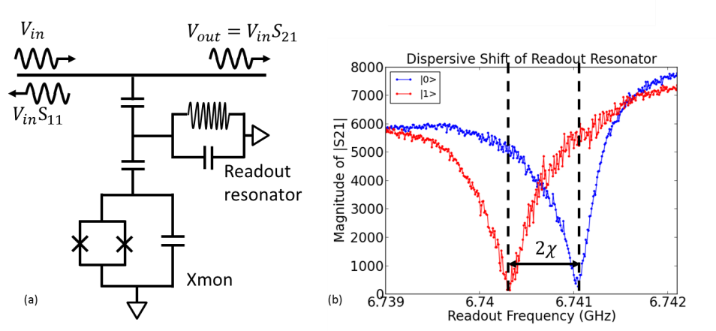 V_in
V_out = V_in S_21
V_in S_11
Readout
resonator
Xmon
(a)
Dispersive Shift of Readout Resonator
|0>
|1>
Magnitude of |S21|
8000
7000
6000
5000
4000
3000
2000
1000
0
2χ
6.739
6.74
6.741
6.742
Readout Frequency (GHz)
(b)